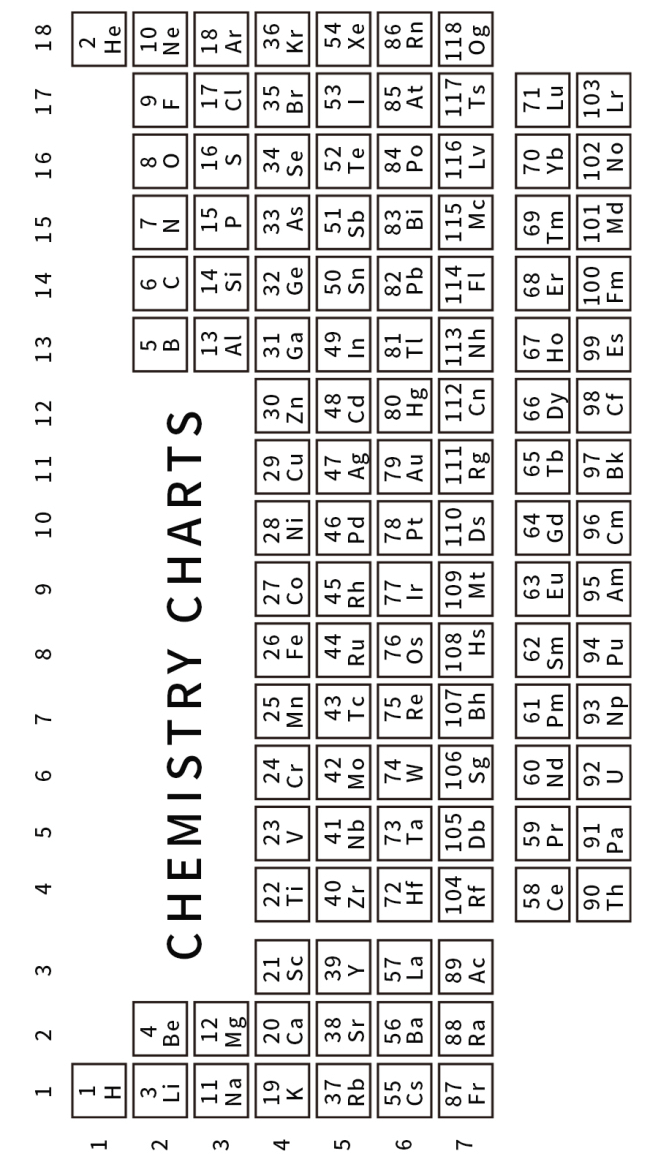 1 2 3 4 5 6 7 8 9 10 11 12 13 14 15 16 17 18
1 1 2
H He
2 3 4 5 6 7 8 9 10
Li Be B C N O F Ne
CHEMISTRY CHARTS
3 11 12 13 14 15 16 17 18
Na Mg Al Si P S Cl Ar
4 19 20 21 22 23 24 25 26 27 28 29 30 31 32 33 34 35 36
K Ca Sc Ti V Cr Mn Fe Co Ni Cu Zn Ga Ge As Se Br Kr
5 37 38 39 40 41 42 43 44 45 46 47 48 49 50 51 52 53 54
Rb Sr Y Zr Nb Mo Tc Ru Rh Pd Ag Cd In Sn Sb Te I Xe
6 55 56 57 72 73 74 75 76 77 78 79 80 81 82 83 84 85 86
Cs Ba La Hf Ta W Re Os Ir Pt Au Hg Tl Pb Bi Po At Rn
7 87 88 89 104 105 106 107 108 109 110 111 112 113 114 115 116 117 118
Fr Ra Ac Rf Db Sg Bh Hs Mt Ds Rg Cn Nh Fl Mc Lv Ts Og
58 59 60 61 62 63 64 65 66 67 68 69 70 71
Ce Pr Nd Pm Sm Eu Gd Tb Dy Ho Er Tm Yb Lu
90 91 92 93 94 95 96 97 98 99 100 101 102 103
Th Pa U Np Pu Am Cm Bk Cf Es Fm Md No Lr